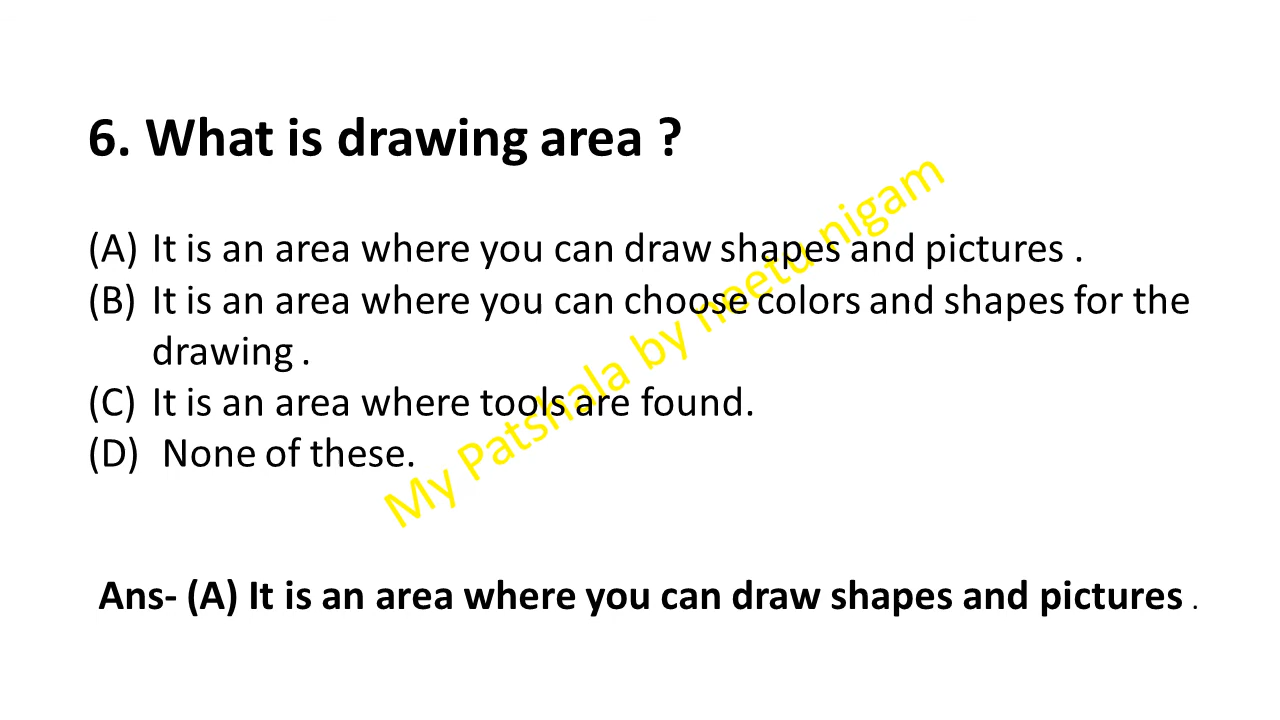 6. What is drawing area ?
(A) It is an area where you can draw shapes and pictures .
(B) It is an area where you can choose colors and shapes for the
drawing .
(C) It is an area where tools are found.
(D) None of these.
My Patshala by neetu nigam
Ans- (A) It is an area where you can draw shapes and pictures .